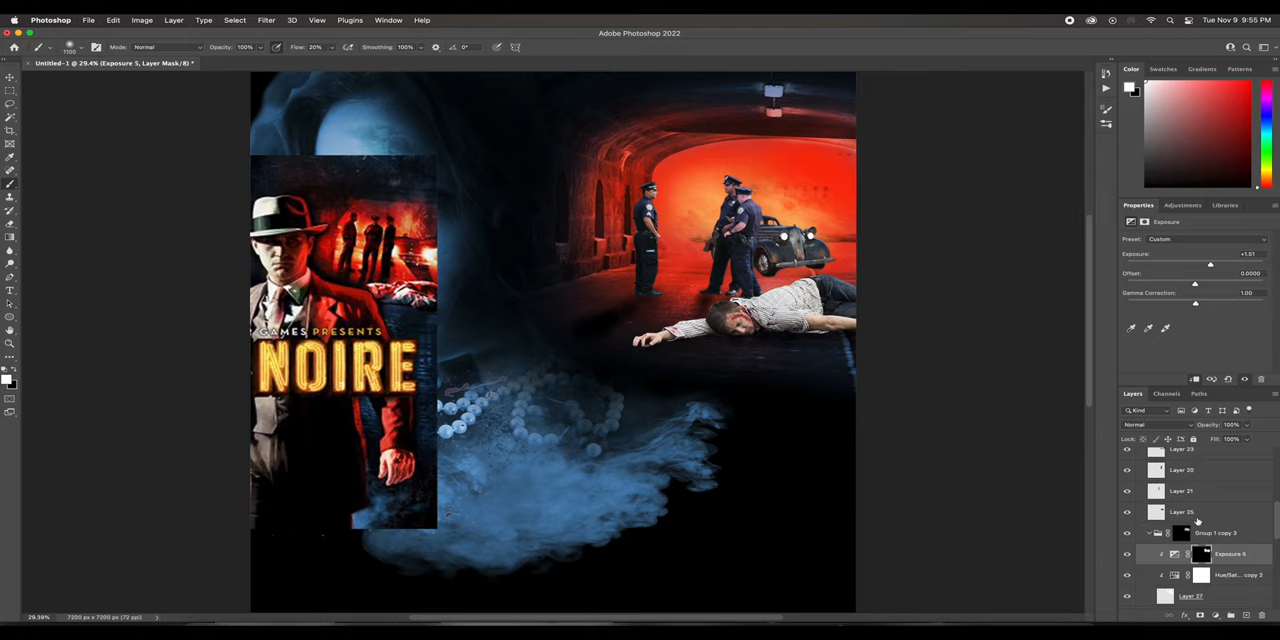 Photoshop File Edit Image Layer Type Select Filter 3D View Plugins Window Help Tue Nov 9 9:55 PM
Adobe Photoshop 2022
1100 Mode: Normal Opacity: 100% Flow: 20% Smoothing: 100% 0°
Untitled-1 @ 29.4% (Exposure 5, Layer Mask/8) *
Color Swatches Gradients Patterns
Properties Adjustments Libraries
Exposure
Preset: Custom
Exposure: +1.51
Offset: 0.0000
Gamma Correction: 1.00
GAMES PRESENTS
NOIRE
Layers Channels Paths
Kind
Normal Opacity: 100%
Lock: Fill: 100%
Layer 23
Layer 20
Layer 21
Layer 25
Group 1 copy 3
Exposure 5
Hue/Sat... copy 2
Layer 27
29.39% 7200 px x 7200 px (72 ppi)